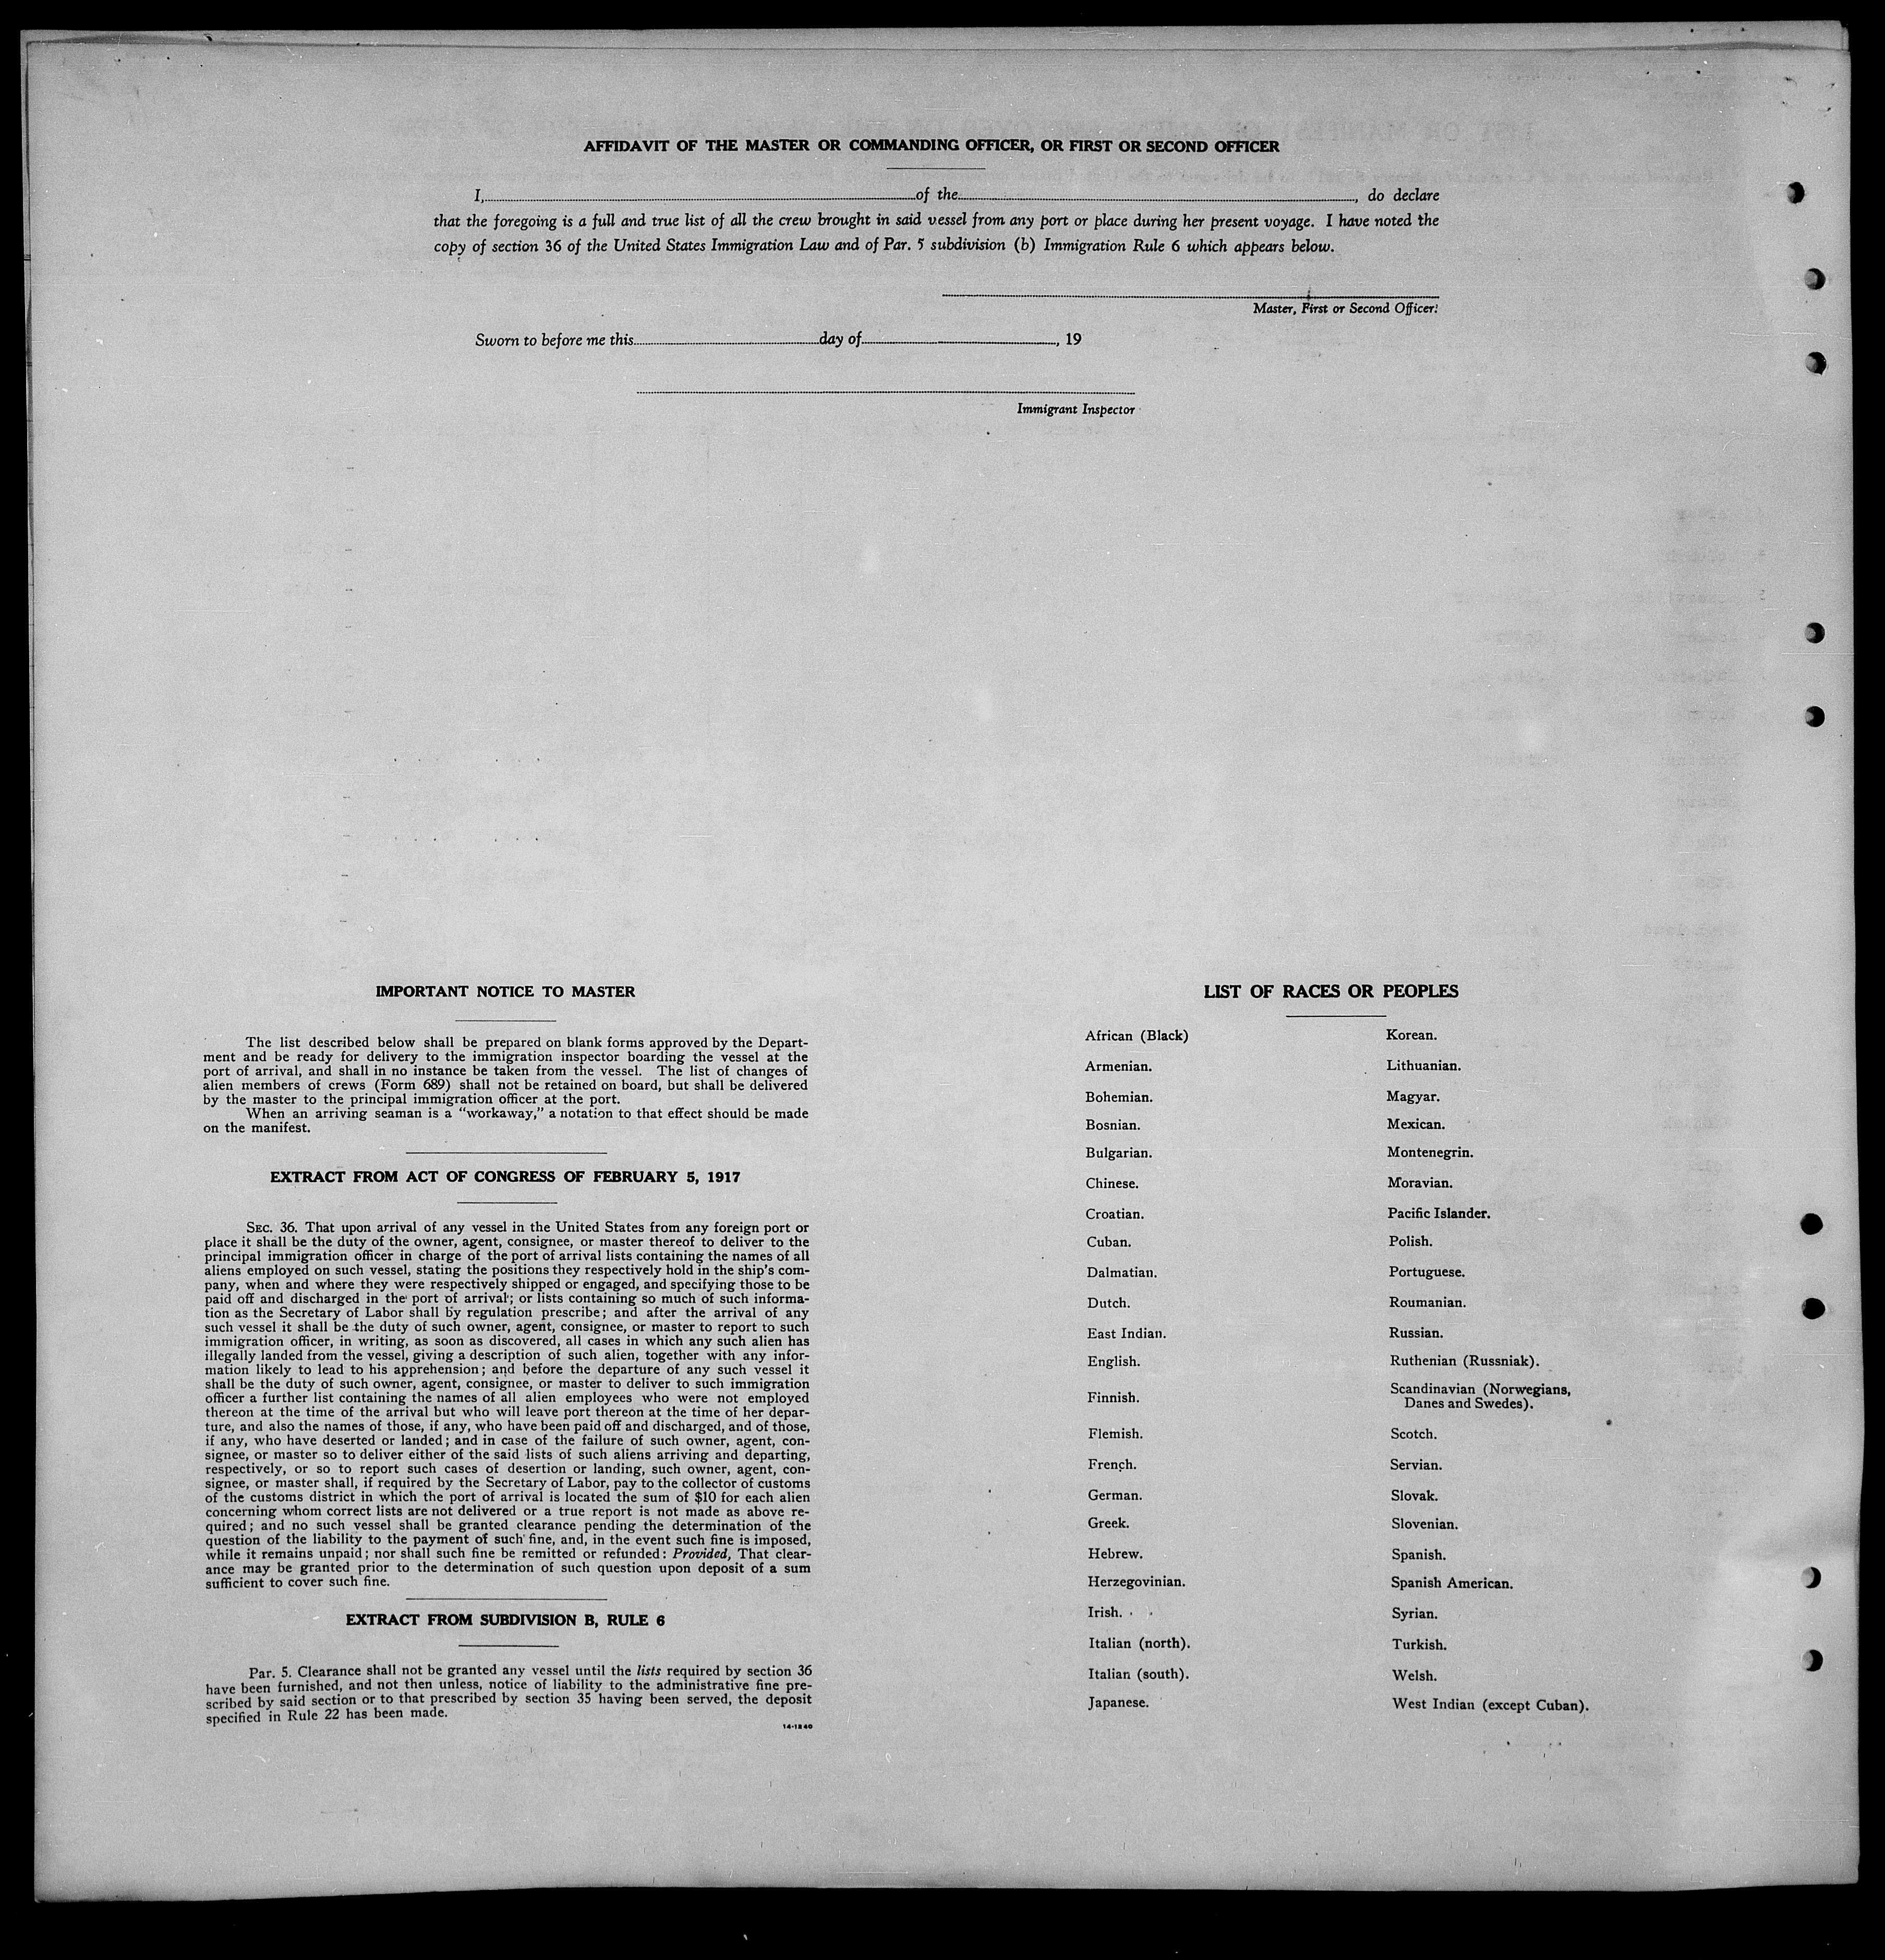 AFFIDAVIT OF THE MASTER OR COMMANDING OFFICER, OR FIRST OR SECOND OFFICER
I, of the , do declare
that the foregoing is a full and true list of all the crew brought in said vessel from any port or place during her present voyage. I have noted the
copy of section 36 of the United States Immigration Law and of Par. 5 subdivision (b) Immigration Rule 6 which appears below.
Master, First or Second Officer.
Sworn to before me this day of , 19
Immigrant Inspector
IMPORTANT NOTICE TO MASTER
The list described below shall be prepared on blank forms approved by the Depart-
ment and be ready for delivery to the immigration inspector boarding the vessel at the
port of arrival, and shall in no instance be taken from the vessel. The list of changes of
alien members of crews (Form 689) shall not be retained on board, but shall be delivered
by the master to the principal immigration officer at the port.
When an arriving seaman is a "workaway," a notation to that effect should be made
on the manifest.
EXTRACT FROM ACT OF CONGRESS OF FEBRUARY 5, 1917
SEC. 36. That upon arrival of any vessel in the United States from any foreign port or
place it shall be the duty of the owner, agent, consignee, or master thereof to deliver to the
principal immigration officer in charge of the port of arrival lists containing the names of all
aliens employed on such vessel, stating the positions they respectively hold in the ship's com-
pany, when and where they were respectively shipped or engaged, and specifying those to be
paid off and discharged in the port of arrival; or lists containing so much of such informa-
tion as the Secretary of Labor shall by regulation prescribe; and after the arrival of any
such vessel it shall be the duty of such owner, agent, consignee, or master to report to such
immigration officer, in writing, as soon as discovered, all cases in which any such alien has
illegally landed from the vessel, giving a description of such alien, together with any infor-
mation likely to lead to his apprehension; and before the departure of any such vessel it
shall be the duty of such owner, agent, consignee, or master to deliver to such immigration
officer a further list containing the names of all alien employees who were not employed
thereon at the time of the arrival but who will leave port thereon at the time of her depar-
ture, and also the names of those, if any, who have been paid off and discharged, and of those,
if any, who have deserted or landed; and in case of the failure of such owner, agent, con-
signee, or master so to deliver either of the said lists of such aliens arriving and departing,
respectively, or so to report such cases of desertion or landing, such owner, agent, con-
signee, or master shall, if required by the Secretary of Labor, pay to the collector of customs
of the customs district in which the port of arrival is located the sum of $10 for each alien
concerning whom correct lists are not delivered or a true report is not made as above re-
quired; and no such vessel shall be granted clearance pending the determination of the
question of the liability to the payment of such fine, and, in the event such fine is imposed,
while it remains unpaid; nor shall such fine be remitted or refunded: Provided, That clear-
ance may be granted prior to the determination of such question upon deposit of a sum
sufficient to cover such fine.
EXTRACT FROM SUBDIVISION B, RULE 6
Par. 5. Clearance shall not be granted any vessel until the lists required by section 36
have been furnished, and not then unless, notice of liability to the administrative fine pre-
scribed by said section or to that prescribed by section 35 having been served, the deposit
specified in Rule 22 has been made.
14-1240
LIST OF RACES OR PEOPLES
African (Black)
Armenian.
Bohemian.
Bosnian.
Bulgarian.
Chinese.
Croatian.
Cuban.
Dalmatian.
Dutch.
East Indian.
English.
Finnish.
Flemish.
French.
German.
Greek.
Hebrew.
Herzegovinian.
Irish.
Italian (north).
Italian (south).
Japanese.
Korean.
Lithuanian.
Magyar.
Mexican.
Montenegrin.
Moravian.
Pacific Islander.
Polish.
Portuguese.
Roumanian.
Russian.
Ruthenian (Russniak).
Scandinavian (Norwegians,
Danes and Swedes).
Scotch.
Servian.
Slovak.
Slovenian.
Spanish.
Spanish American.
Syrian.
Turkish.
Welsh.
West Indian (except Cuban).